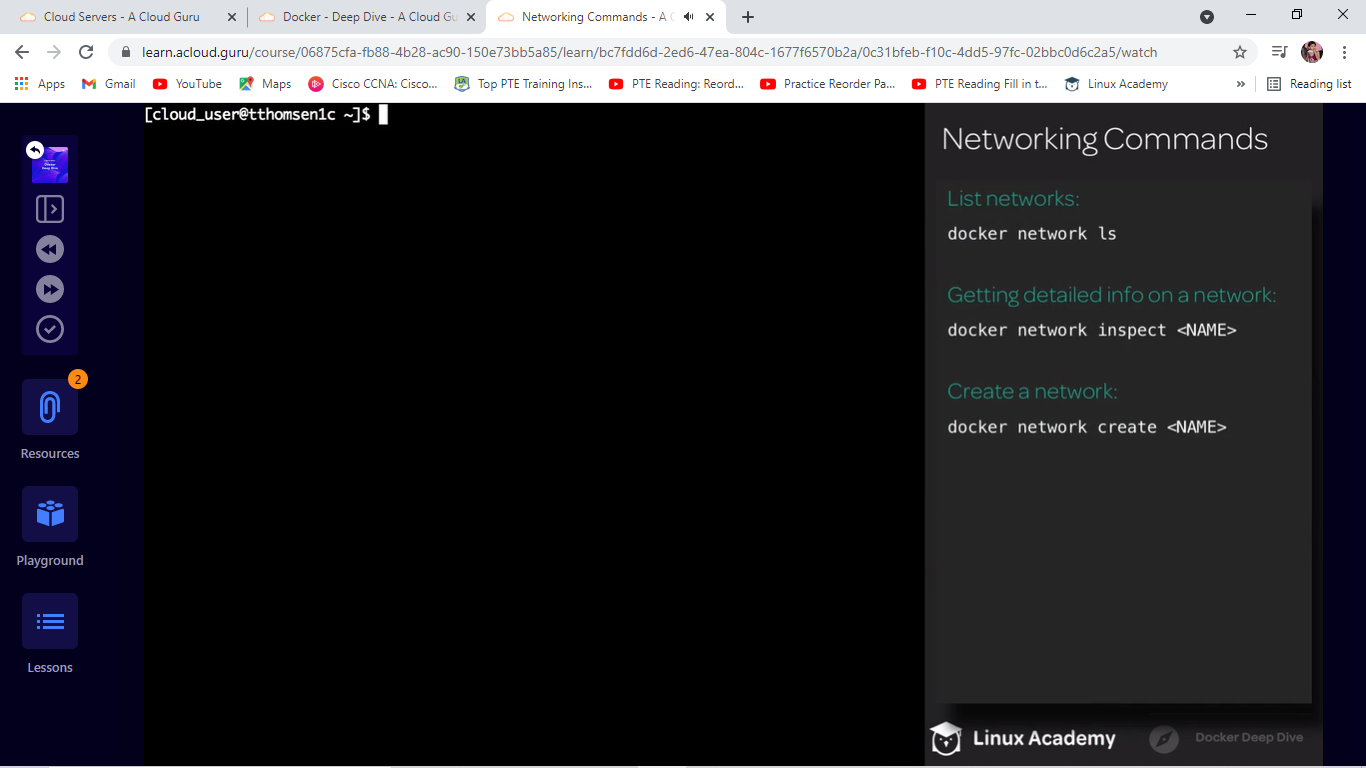 Cloud Servers - A Cloud Guru
Docker - Deep Dive - A Cloud Gu
Networking Commands - A C
learn.acloud.guru/course/06875cfa-fb88-4b28-ac90-150e73bb5a85/learn/bc7fdd6d-2ed6-47ea-804c-1677f6570b2a/0c31bfeb-f10c-4dd5-97fc-02bbc0d6c2a5/watch
Apps
Gmail
YouTube
Maps
Cisco CCNA: Cisco...
Top PTE Training Ins...
PTE Reading: Reord...
Practice Reorder Pa...
PTE Reading Fill in t...
Linux Academy
»
Reading list
[cloud_user@tthomsen1c ~]$
Docker
Deep Dive
2
Resources
Playground
Lessons
Networking Commands
List networks:
docker network ls
Getting detailed info on a network:
docker network inspect <NAME>
Create a network:
docker network create <NAME>
Linux Academy
Docker Deep Dive